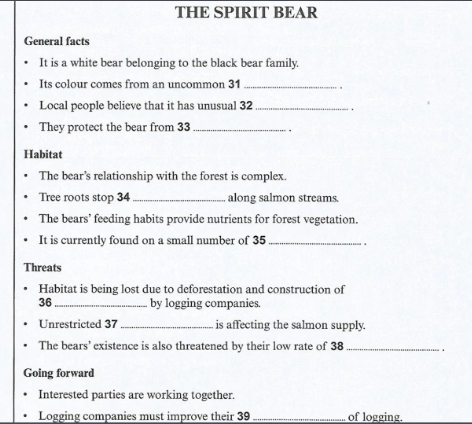 THE SPIRIT BEAR
General facts
• It is a white bear belonging to the black bear family.
• Its colour comes from an uncommon 31 .............................. .
• Local people believe that it has unusual 32 .............................. .
• They protect the bear from 33 .............................. .
Habitat
• The bear's relationship with the forest is complex.
• Tree roots stop 34 .............................. along salmon streams.
• The bears' feeding habits provide nutrients for forest vegetation.
• It is currently found on a small number of 35 .............................. .
Threats
• Habitat is being lost due to deforestation and construction of
36 .............................. by logging companies.
• Unrestricted 37 .............................. is affecting the salmon supply.
• The bears' existence is also threatened by their low rate of 38 .............................. .
Going forward
• Interested parties are working together.
• Logging companies must improve their 39 .............................. of logging.